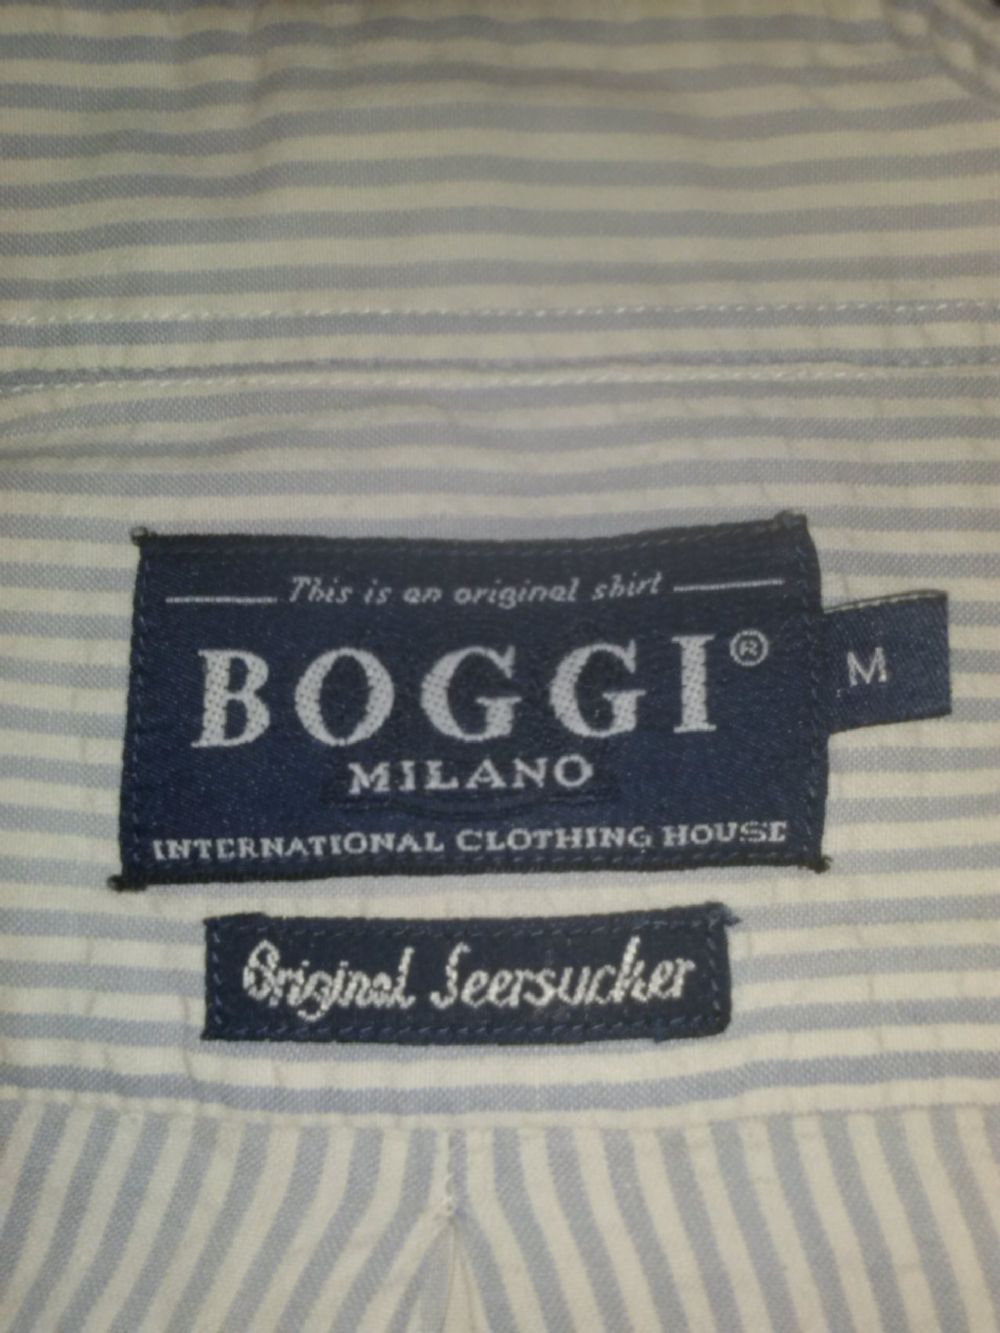 This is an original shirt
BOGGI®
M
MILANO
INTERNATIONAL CLOTHING HOUSE
Original Seersucker